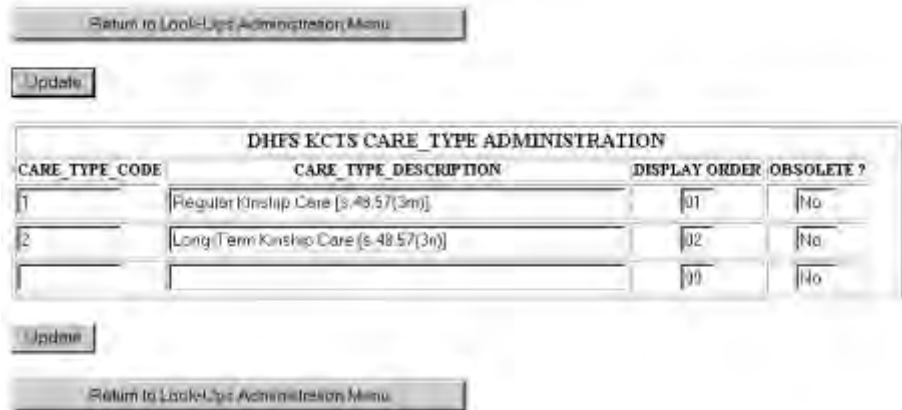 Return to Look-Ups Administration Menu
Update
DHFS KCTS CARE_TYPE ADMINISTRATION
CARE_TYPE_CODE CARE_TYPE_DESCRIPTION DISPLAY ORDER OBSOLETE ?
1 Regular Kinship Care [s.48.57(3m)] 01 No
2 Long-Term Kinship Care [s.48.57(3n)] 02 No
99 No
Update
Return to Look-Ups Administration Menu